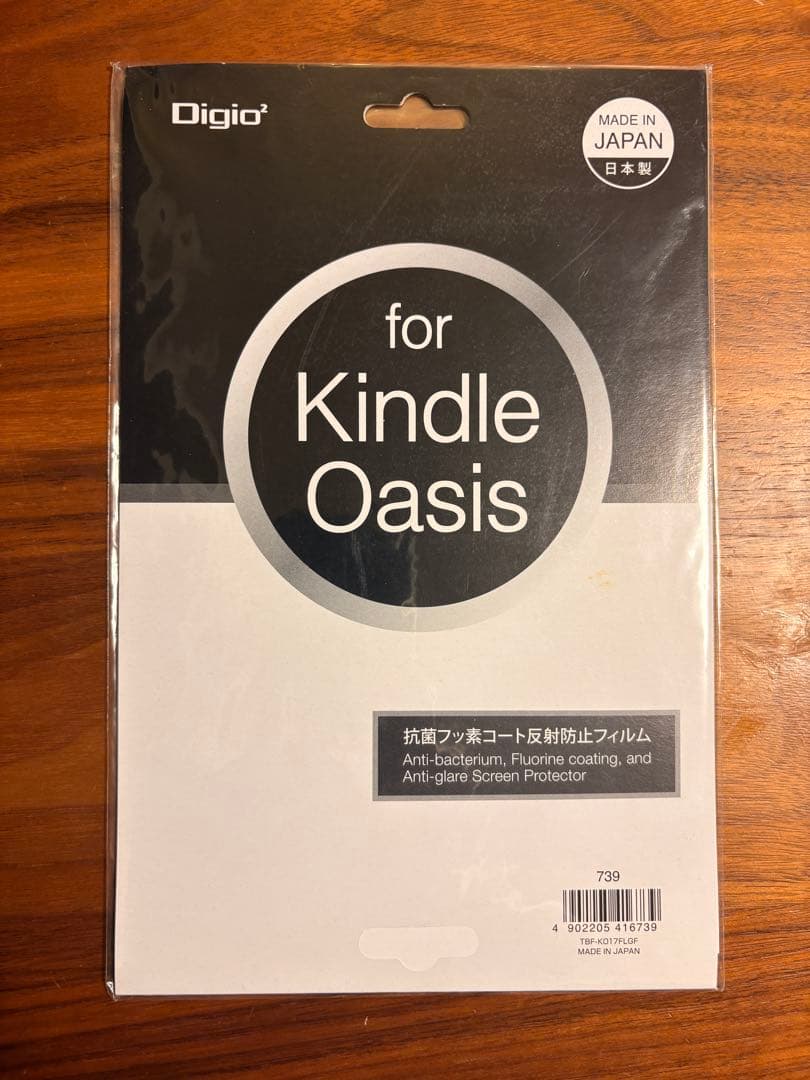 Digio²
MADE IN
JAPAN
日本製
for
Kindle
Oasis
抗菌フッ素コート反射防止フィルム
Anti-bacterium, Fluorine coating, and
Anti-glare Screen Protector
739
4 902205 416739
TBF-KO17FLGF
MADE IN JAPAN